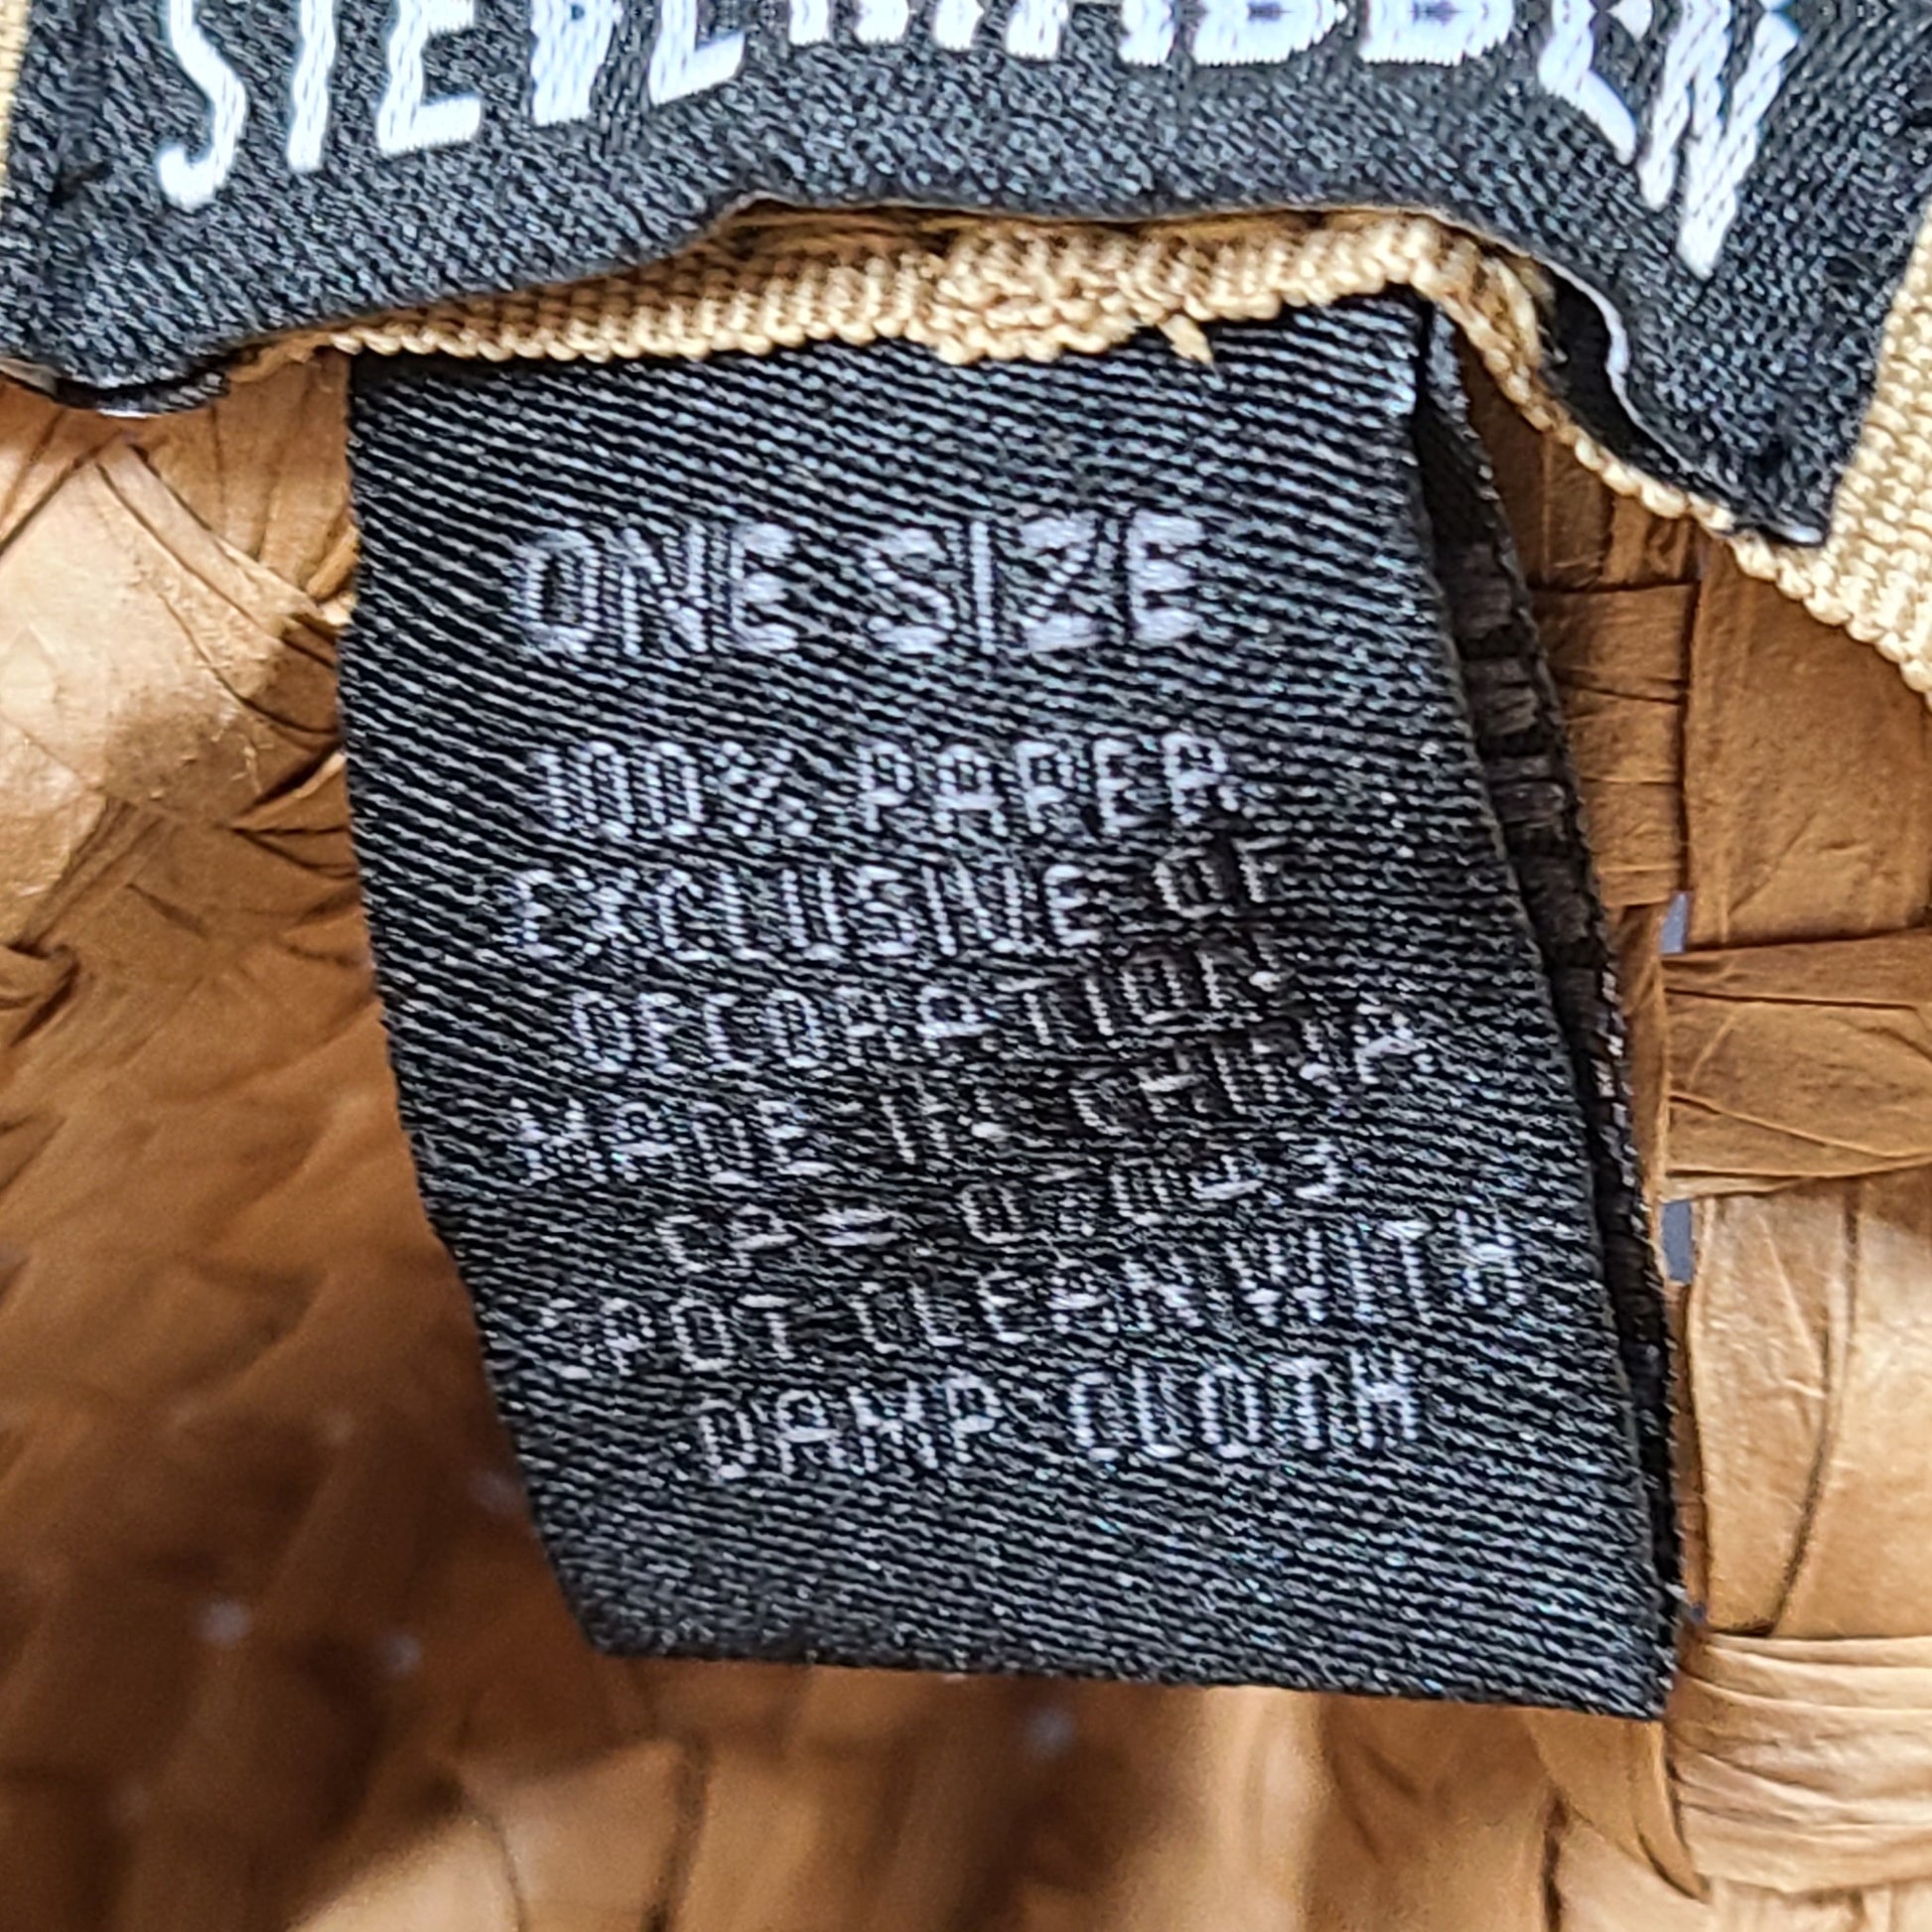 STEVE MADDEN
ONE SIZE
100% PAPER
EXCLUSIVE OF
DECORATION
MADE IN CHINA
SPOT CLEAN WITH
DAMP CLOTH